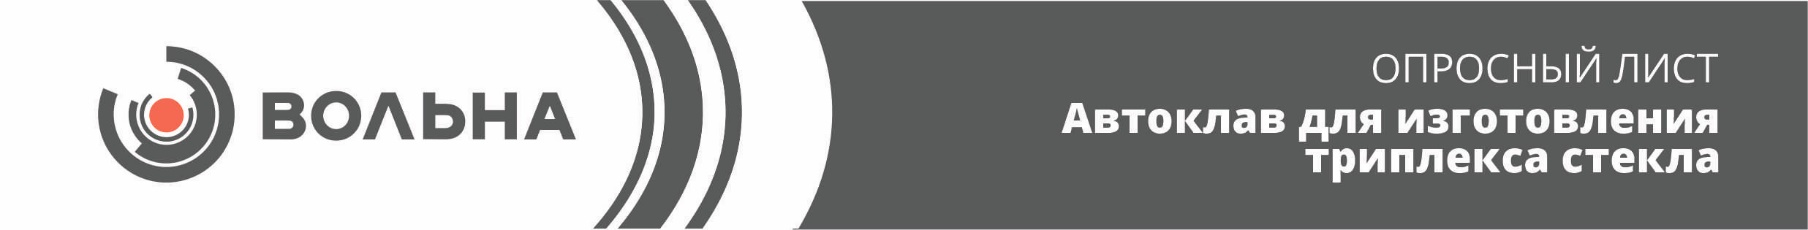 ВОЛЬНА
ОПРОСНЫЙ ЛИСТ
Автоклав для изготовления
триплекса стекла